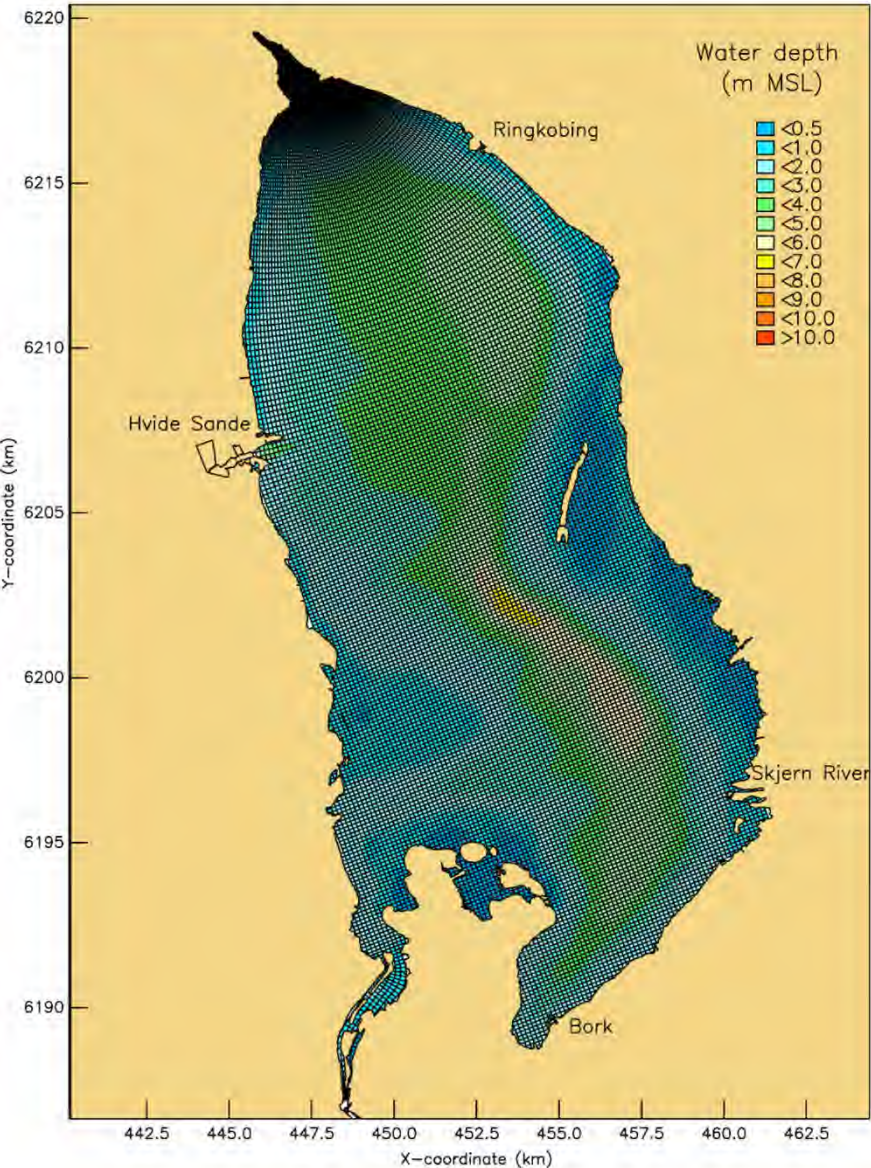 Water depth
(m MSL)
<0.5
<1.0
<2.0
<3.0
<4.0
<5.0
<6.0
<7.0
<8.0
<9.0
<10.0
>10.0
Ringkobing
Hvide Sande
Skjern River
Bork
Y-coordinate (km)
6220
6215
6210
6205
6200
6195
6190
442.5 445.0 447.5 450.0 452.5 455.0 457.5 460.0 462.5
X-coordinate (km)